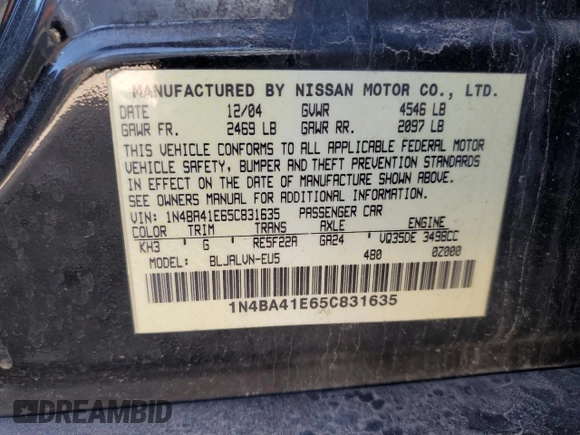 MANUFACTURED BY NISSAN MOTOR CO., LTD.
DATE 12/04 GVWR 4546 LB
GAWR FR. 2469 LB GAWR RR. 2097 LB
THIS VEHICLE CONFORMS TO ALL APPLICABLE FEDERAL MOTOR
VEHICLE SAFETY, BUMPER AND THEFT PREVENTION STANDARDS
IN EFFECT ON THE DATE OF MANUFACTURE SHOWN ABOVE.
SEE OWNERS MANUAL FOR ADDITIONAL INFORMATION.
VIN: 1N4BA41E65C831635 PASSENGER CAR
COLOR TRIM TRANS AXLE ENGINE
KH3 G RE5F22A GA24 VQ35DE 3498CC
MODEL: BLJALVN-EU5 480 0Z000
1N4BA41E65C831635
DREAMBID